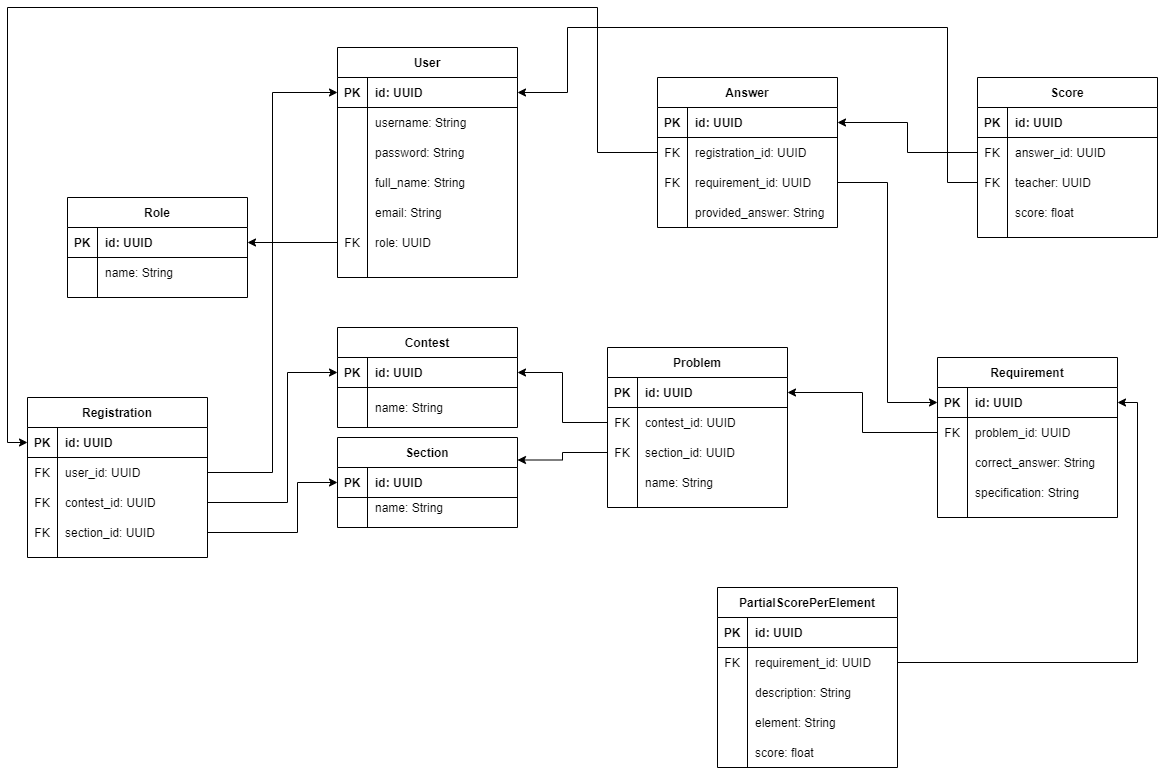 User
PK id: UUID
username: String
password: String
full_name: String
email: String
FK role: UUID
Answer
PK id: UUID
FK registration_id: UUID
FK requirement_id: UUID
provided_answer: String
Score
PK id: UUID
FK answer_id: UUID
FK teacher: UUID
score: float
Role
PK id: UUID
name: String
Contest
PK id: UUID
name: String
Problem
PK id: UUID
FK contest_id: UUID
FK section_id: UUID
name: String
Requirement
PK id: UUID
FK problem_id: UUID
correct_answer: String
specification: String
Registration
PK id: UUID
FK user_id: UUID
FK contest_id: UUID
FK section_id: UUID
Section
PK id: UUID
name: String
PartialScorePerElement
PK id: UUID
FK requirement_id: UUID
description: String
element: String
score: float